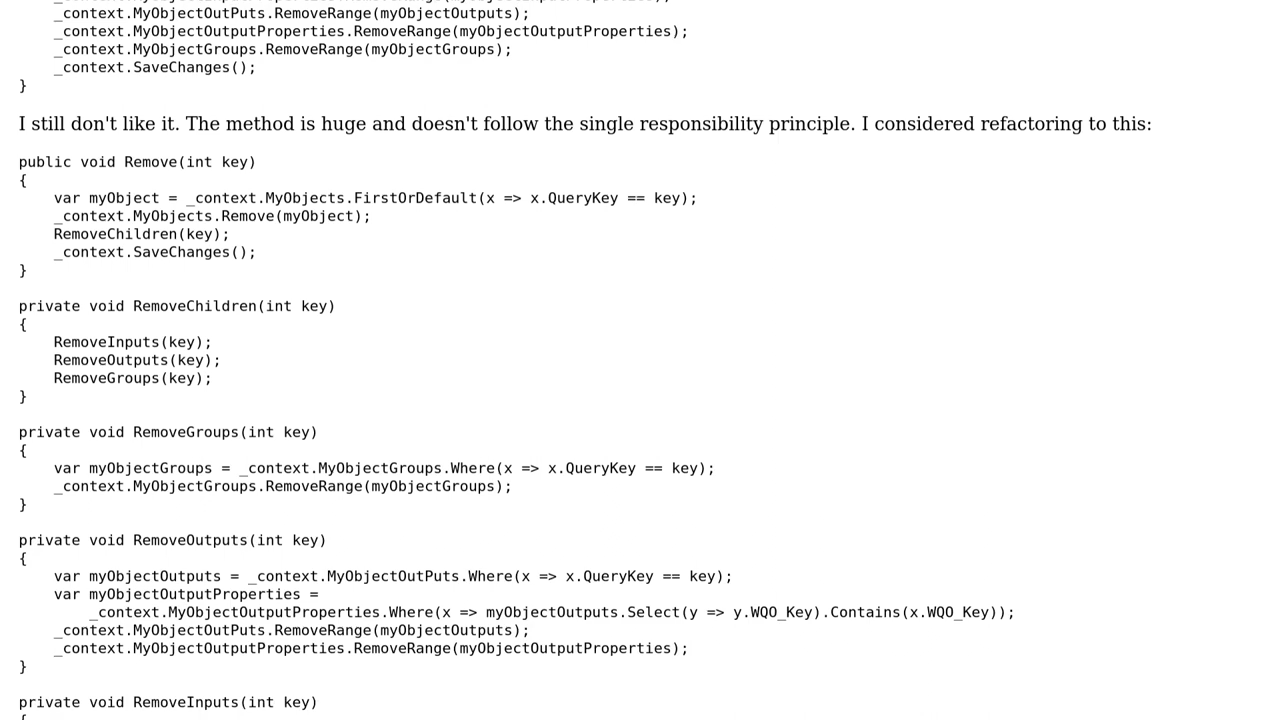 _context.MyObjectOutPuts.RemoveRange(myObjectOutputs);
_context.MyObjectOutputProperties.RemoveRange(myObjectOutputProperties);
_context.MyObjectGroups.RemoveRange(myObjectGroups);
_context.SaveChanges();
}
I still don't like it. The method is huge and doesn't follow the single responsibility principle. I considered refactoring to this:
public void Remove(int key)
{
var myObject = _context.MyObjects.FirstOrDefault(x => x.QueryKey == key);
_context.MyObjects.Remove(myObject);
RemoveChildren(key);
_context.SaveChanges();
}
private void RemoveChildren(int key)
{
RemoveInputs(key);
RemoveOutputs(key);
RemoveGroups(key);
}
private void RemoveGroups(int key)
{
var myObjectGroups = _context.MyObjectGroups.Where(x => x.QueryKey == key);
_context.MyObjectGroups.RemoveRange(myObjectGroups);
}
private void RemoveOutputs(int key)
{
var myObjectOutputs = _context.MyObjectOutPuts.Where(x => x.QueryKey == key);
var myObjectOutputProperties =
_context.MyObjectOutputProperties.Where(x => myObjectOutputs.Select(y => y.WQO_Key).Contains(x.WQO_Key));
_context.MyObjectOutPuts.RemoveRange(myObjectOutputs);
_context.MyObjectOutputProperties.RemoveRange(myObjectOutputProperties);
}
private void RemoveInputs(int key)